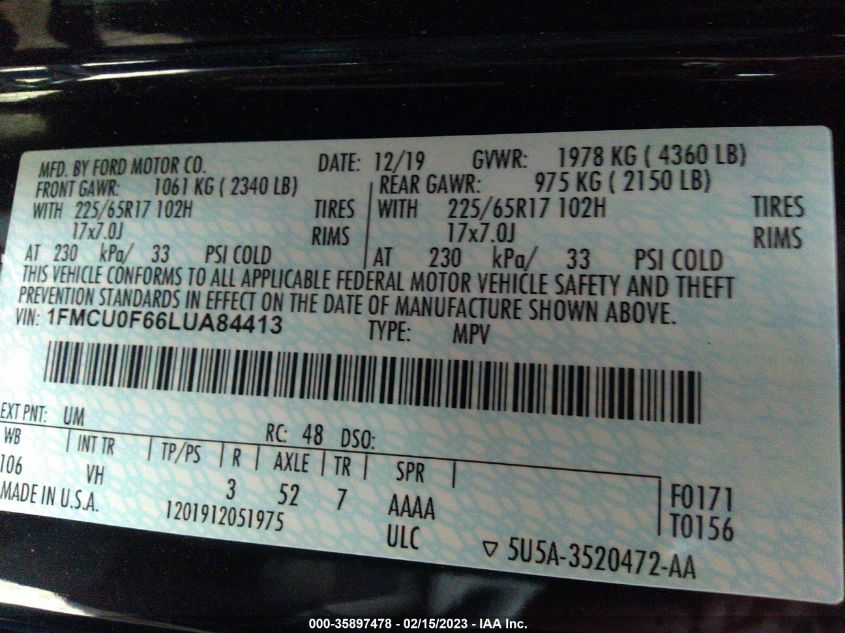 MFD. BY FORD MOTOR CO. DATE: 12/19 GVWR: 1978 KG ( 4360 LB)
FRONT GAWR: 1061 KG ( 2340 LB) REAR GAWR: 975 KG ( 2150 LB)
WITH 225/65R17 102H TIRES WITH 225/65R17 102H TIRES
17x7.0J RIMS 17x7.0J RIMS
AT 230 kPa/ 33 PSI COLD AT 230 kPa/ 33 PSI COLD
THIS VEHICLE CONFORMS TO ALL APPLICABLE FEDERAL MOTOR VEHICLE SAFETY AND THEFT
PREVENTION STANDARDS IN EFFECT ON THE DATE OF MANUFACTURE SHOWN ABOVE.
VIN: 1FMCU0F66LUA84413 TYPE: MPV
EXT PNT: UM RC: 48 DSO:
WB INT TR TP/PS R AXLE TR SPR
106 VH 3 52 7 AAAA F0171
MADE IN U.S.A. 1201912051975 ULC T0156
▽ 5U5A-3520472-AA
000-35897478 - 02/15/2023 - IAA Inc.